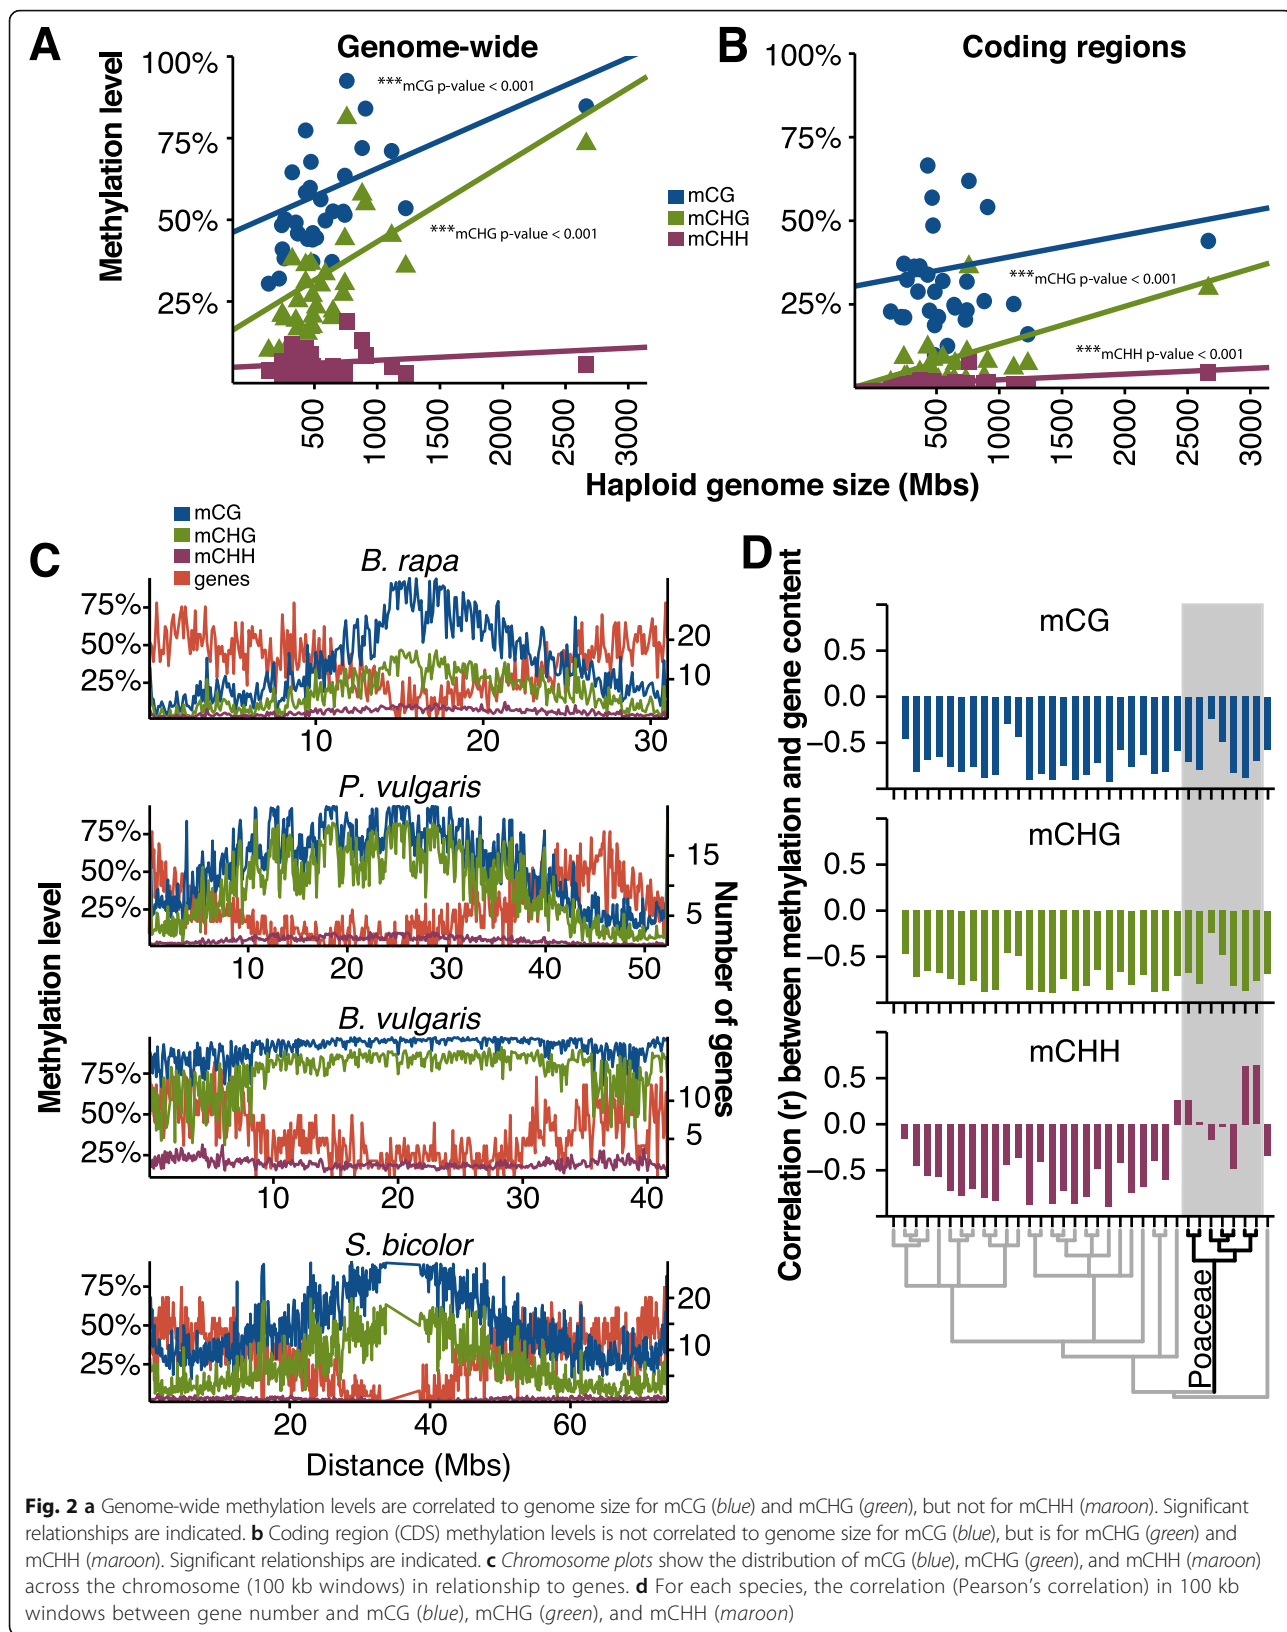 A
Genome-wide
Methylation level
100%
75%
50%
25%
***mCG p-value < 0.001
***mCHG p-value < 0.001
500
1000
1500
2000
2500
3000
mCG
mCHG
mCHH
B
Coding regions
100%
75%
50%
25%
***mCHG p-value < 0.001
***mCHH p-value < 0.001
500
1000
1500
2000
2500
3000
Haploid genome size (Mbs)
C
mCG
mCHG
mCHH
genes
Methylation level
Number of genes
B. rapa
75%
50%
25%
20
10
10
20
30
P. vulgaris
75%
50%
25%
15
5
10
20
30
40
50
B. vulgaris
75%
50%
25%
10
5
10
20
30
40
S. bicolor
75%
50%
25%
20
10
20
40
60
Distance (Mbs)
D
Correlation (r) between methylation and gene content
mCG
0.5
0.0
−0.5
mCHG
0.5
0.0
−0.5
mCHH
0.5
0.0
−0.5
Poaceae
Fig. 2 a Genome-wide methylation levels are correlated to genome size for mCG (blue) and mCHG (green), but not for mCHH (maroon). Significant
relationships are indicated. b Coding region (CDS) methylation levels is not correlated to genome size for mCG (blue), but is for mCHG (green) and
mCHH (maroon). Significant relationships are indicated. c Chromosome plots show the distribution of mCG (blue), mCHG (green), and mCHH (maroon)
across the chromosome (100 kb windows) in relationship to genes. d For each species, the correlation (Pearson's correlation) in 100 kb
windows between gene number and mCG (blue), mCHG (green), and mCHH (maroon)